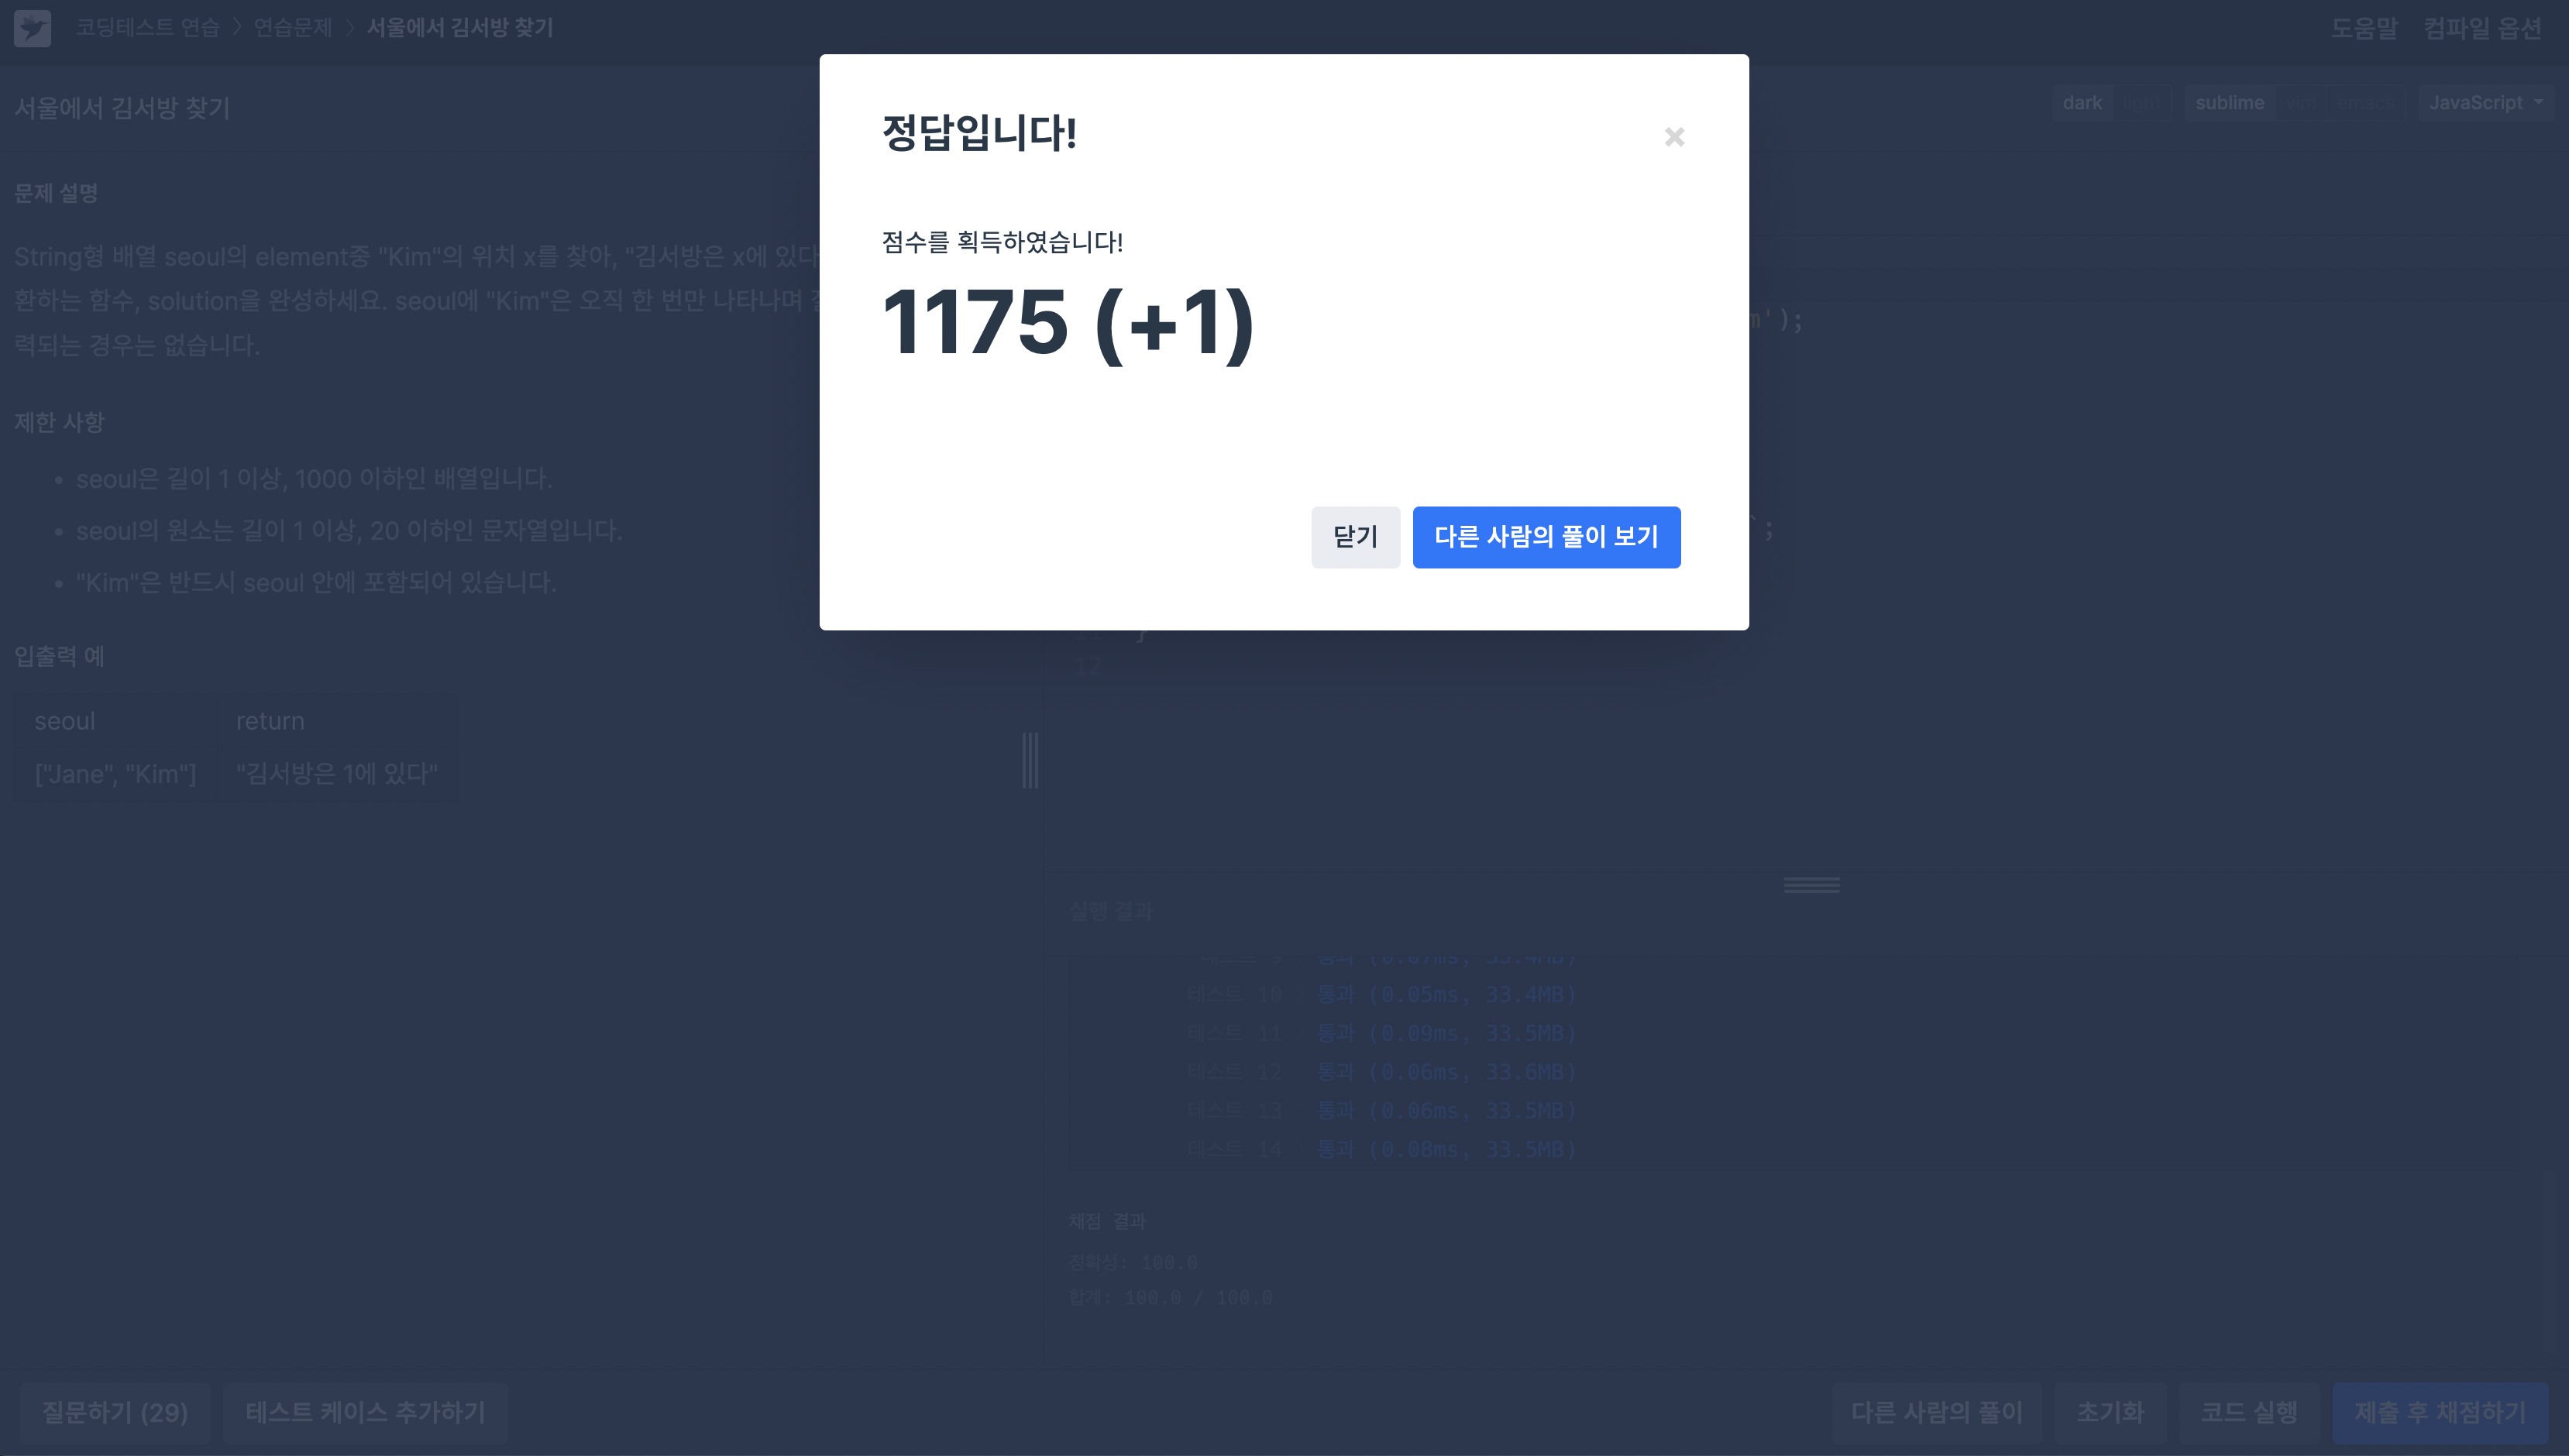 코딩테스트 연습 > 연습문제 > 서울에서 김서방 찾기
도움말 컴파일 옵션
서울에서 김서방 찾기
dark light sublime vim emacs JavaScript
정답입니다!
×
점수를 획득하였습니다!
1175 (+1)
닫기 다른 사람의 풀이 보기
문제 설명
String형 배열 seoul의 element중 "Kim"의 위치 x를 찾아, "김서방은 x에 있다
환하는 함수, solution을 완성하세요. seoul에 "Kim"은 오직 한 번만 나타나며
력되는 경우는 없습니다.
제한 사항
• seoul은 길이 1 이상, 1000 이하인 배열입니다.
• seoul의 원소는 길이 1 이상, 20 이하인 문자열입니다.
• "Kim"은 반드시 seoul 안에 포함되어 있습니다.
입출력 예
seoul return
["Jane", "Kim"] "김서방은 1에 있다"
');
`;
}
12
실행 결과
테스트 9 통과 (0.07ms, 33.4MB)
테스트 10 통과 (0.05ms, 33.4MB)
테스트 11 통과 (0.09ms, 33.5MB)
테스트 12 통과 (0.06ms, 33.6MB)
테스트 13 통과 (0.06ms, 33.5MB)
테스트 14 통과 (0.08ms, 33.5MB)
채점 결과
정확성: 100.0
합계: 100.0 / 100.0
질문하기 (29) 테스트 케이스 추가하기
다른 사람의 풀이 초기화 코드 실행 제출 후 채점하기